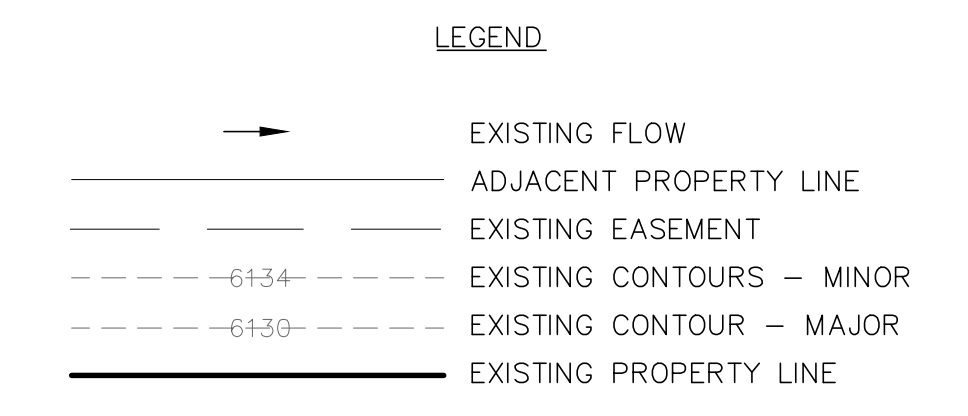 LEGEND
EXISTING FLOW
ADJACENT PROPERTY LINE
EXISTING EASEMENT
6134 EXISTING CONTOURS – MINOR
6130 EXISTING CONTOUR – MAJOR
EXISTING PROPERTY LINE